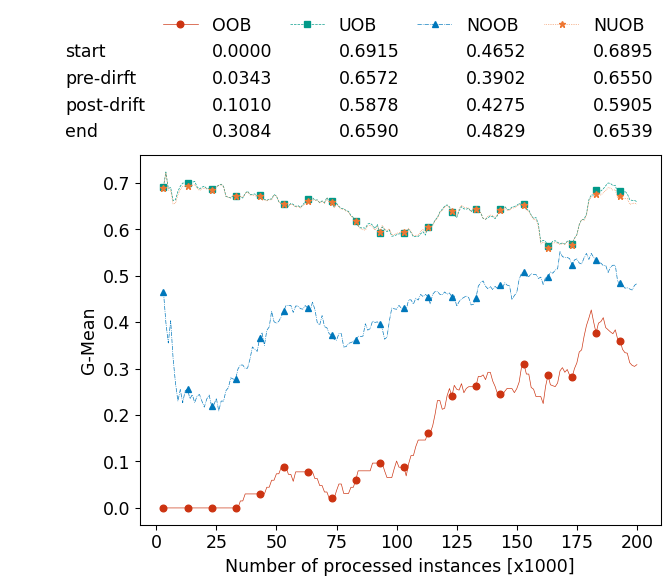 OOB UOB NOOB NUOB
start 0.0000 0.6915 0.4652 0.6895
pre-dirft 0.0343 0.6572 0.3902 0.6550
post-drift 0.1010 0.5878 0.4275 0.5905
end 0.3084 0.6590 0.4829 0.6539
0.7
0.6
0.5
0.4
0.3
0.2
0.1
0.0
G-Mean
0 25 50 75 100 125 150 175 200
Number of processed instances [x1000]